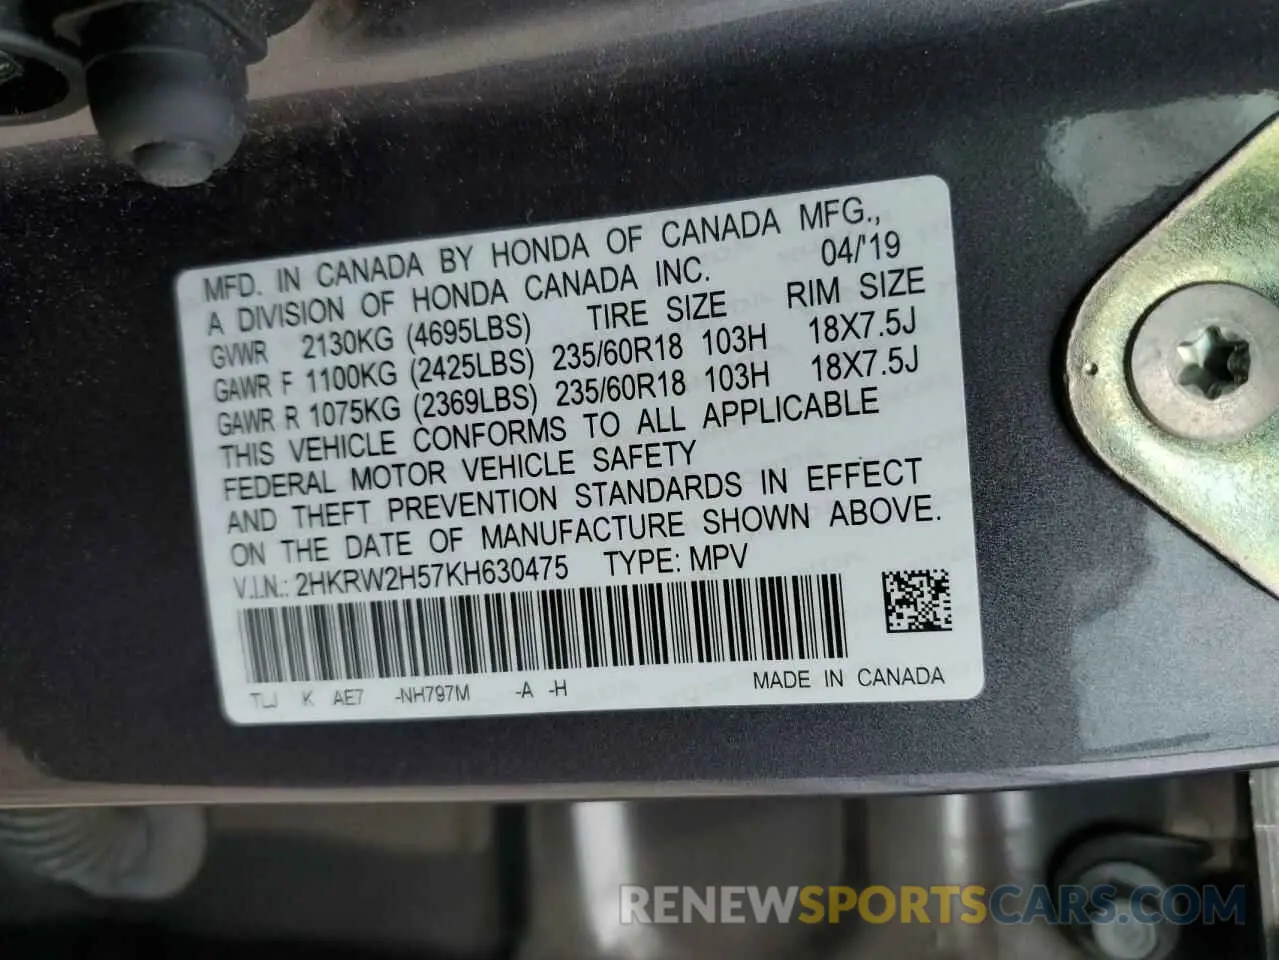 MFD. IN CANADA BY HONDA OF CANADA MFG.,
A DIVISION OF HONDA CANADA INC. 04/'19
GVWR 2130KG (4695LBS) TIRE SIZE RIM SIZE
GAWR F 1100KG (2425LBS) 235/60R18 103H 18X7.5J
GAWR R 1075KG (2369LBS) 235/60R18 103H 18X7.5J
THIS VEHICLE CONFORMS TO ALL APPLICABLE
FEDERAL MOTOR VEHICLE SAFETY
AND THEFT PREVENTION STANDARDS IN EFFECT
ON THE DATE OF MANUFACTURE SHOWN ABOVE.
V.I.N.: 2HKRW2H57KH630475 TYPE: MPV
TLJ K AE7 -NH797M -A -H MADE IN CANADA
RENEWSPORTSCARS.COM